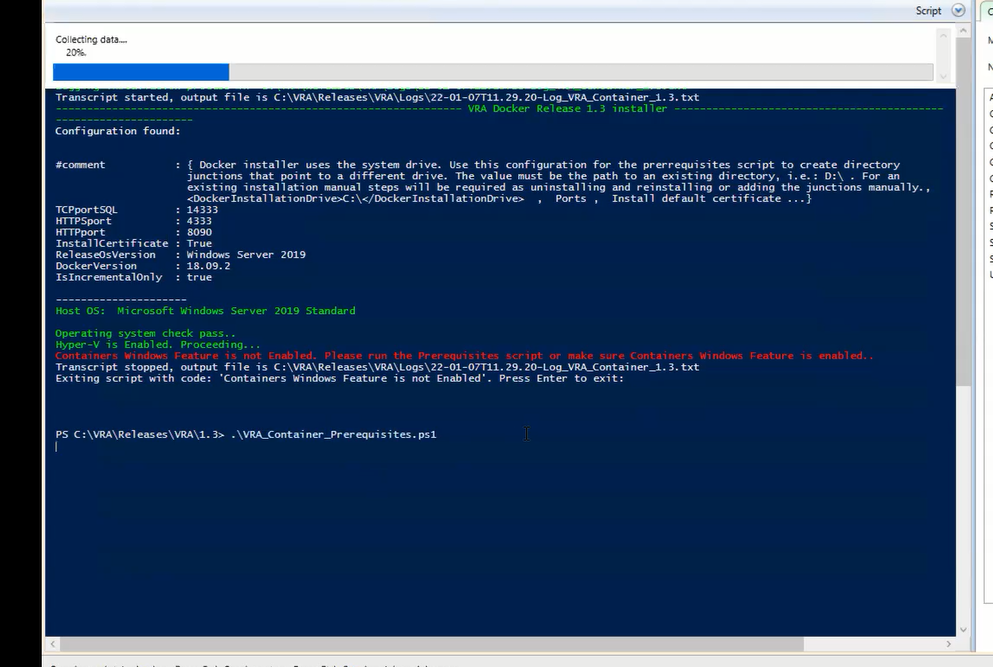 Script
Collecting data....
20%.
Transcript started, output file is C:\VRA\Releases\VRA\Logs\22-01-07T11.29.20-Log_VRA_Container_1.3.txt
---------------------------------------------------------------- VRA Docker Release 1.3 installer ------------------------------------------
---------------------
Configuration found:
#comment : { Docker installer uses the system drive. Use this configuration for the prerrequisites script to create directory
junctions that point to a different drive. The value must be the path to an existing directory, i.e.: D:\ . For an
existing installation manual steps will be required as uninstalling and reinstalling or adding the junctions manually.,
<DockerInstallationDrive>C:\</DockerInstallationDrive> , Ports , Install default certificate ...}
TCPportSQL : 14333
HTTPSport : 4333
HTTPport : 8090
InstallCertificate : True
ReleaseOsVersion : Windows Server 2019
DockerVersion : 18.09.2
IsIncrementalOnly : true
---------------------
Host OS: Microsoft Windows Server 2019 Standard
Operating system check pass..
Hyper-V is Enabled. Proceeding...
Containers Windows Feature is not Enabled. Please run the Prerequisites script or make sure Containers Windows Feature is enabled..
Transcript stopped, output file is C:\VRA\Releases\VRA\Logs\22-01-07T11.29.20-Log_VRA_Container_1.3.txt
Exiting script with code: 'Containers Windows Feature is not Enabled'. Press Enter to exit:
PS C:\VRA\Releases\VRA\1.3> .\VRA_Container_Prerequisites.ps1